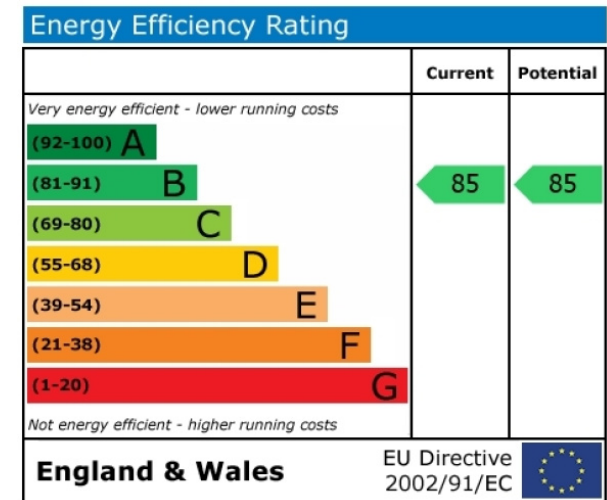 Energy Efficiency Rating
Current Potential
Very energy efficient - lower running costs
(92-100) A
(81-91) B 85 85
(69-80) C
(55-68) D
(39-54) E
(21-38) F
(1-20) G
Not energy efficient - higher running costs
England & Wales EU Directive
2002/91/EC